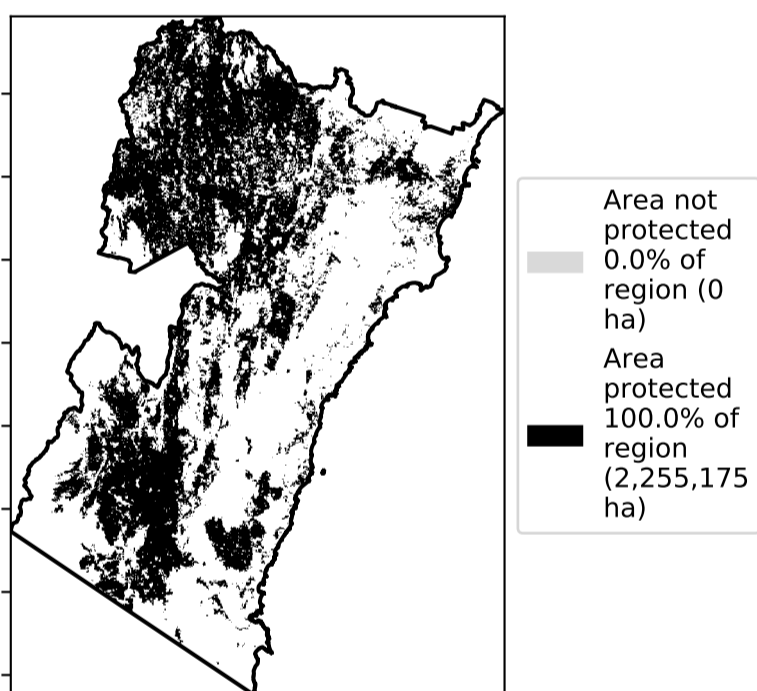 Area not
protected
0.0% of
region (0
ha)
Area
protected
100.0% of
region
(2,255,175
ha)